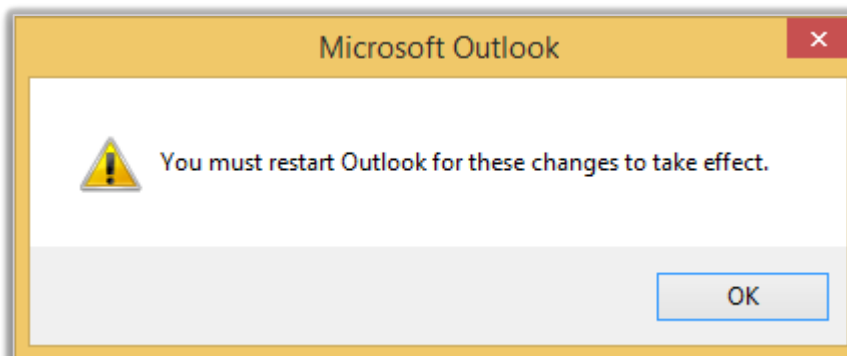 Microsoft Outlook
You must restart Outlook for these changes to take effect.
OK